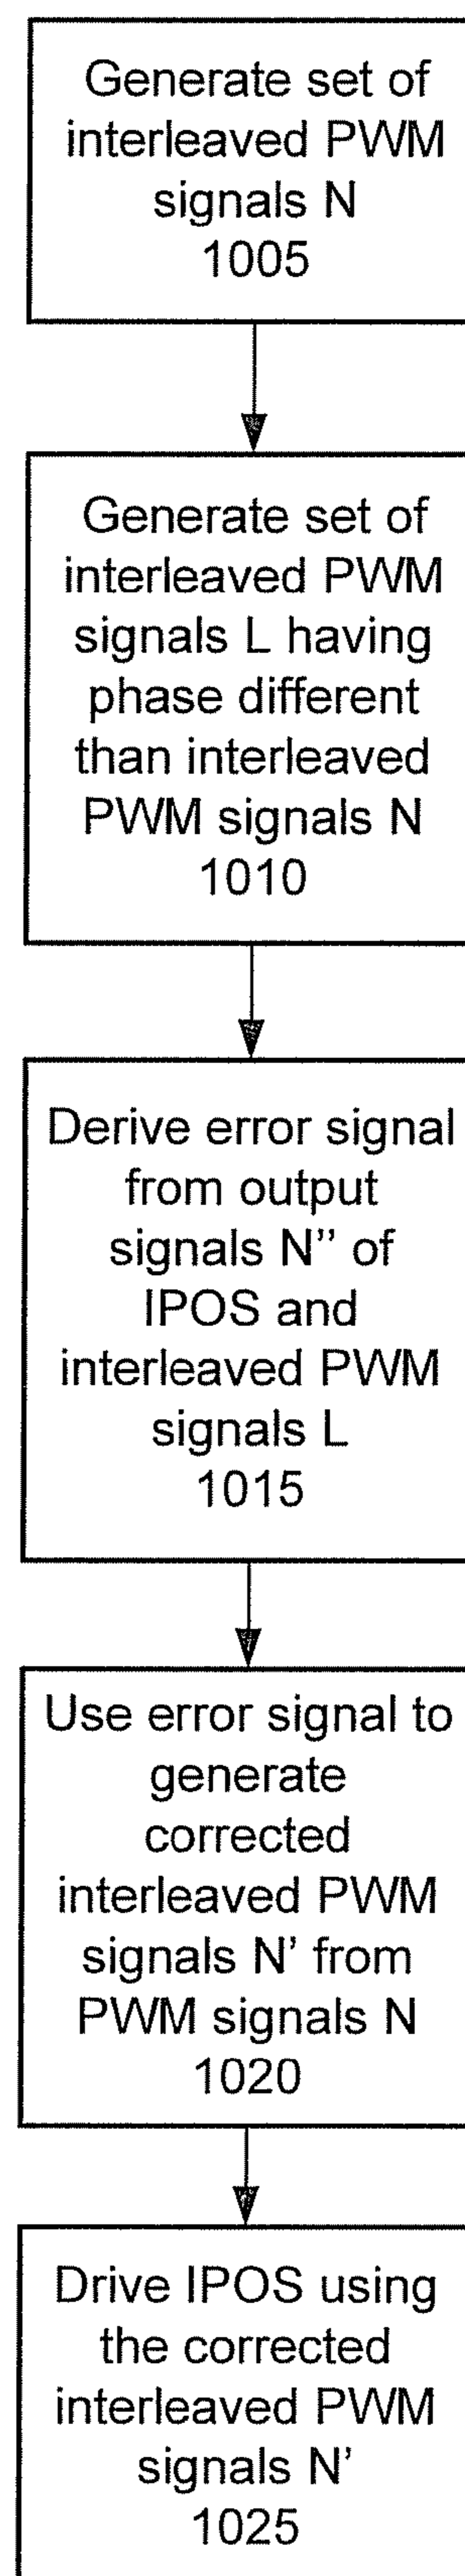 Generate set of
interleaved PWM
signals N
1005
Generate set of
interleaved PWM
signals L having
phase different
than interleaved
PWM signals N
1010
Derive error signal
from output
signals N’’ of
IPOS and
interleaved PWM
signals L
1015
Use error signal to
generate
corrected
interleaved PWM
signals N’ from
PWM signals N
1020
Drive IPOS using
the corrected
interleaved PWM
signals N’
1025